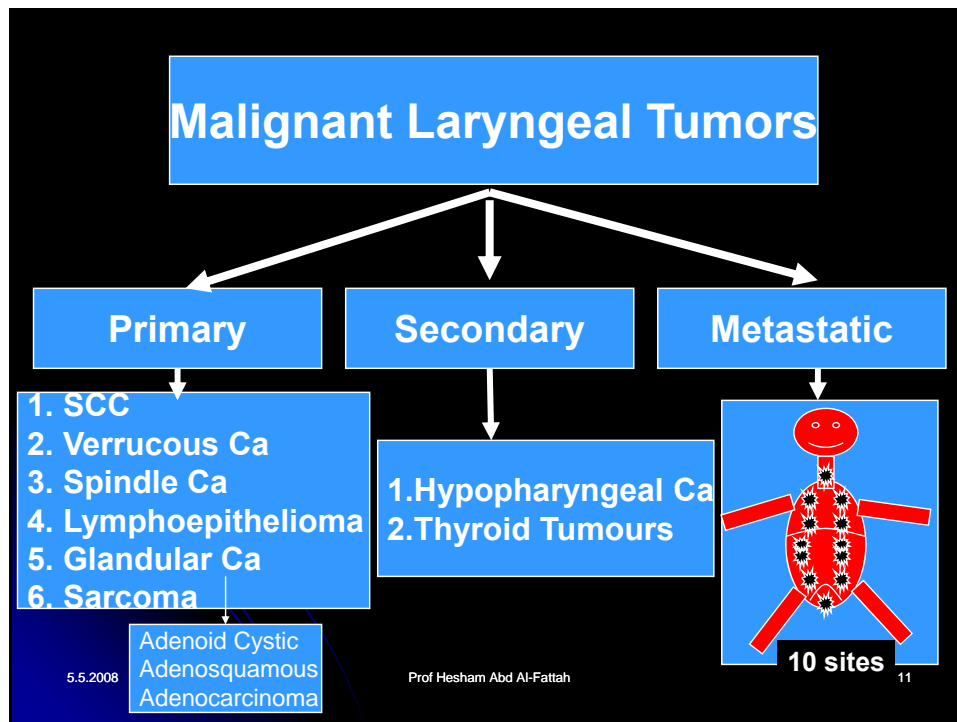 Malignant Laryngeal Tumors
Primary
Secondary
Metastatic
1. SCC
2. Verrucous Ca
3. Spindle Ca
4. Lymphoepithelioma
5. Glandular Ca
6. Sarcoma
Adenoid Cystic
Adenosquamous
Adenocarcinoma
1.Hypopharyngeal Ca
2.Thyroid Tumours
10 sites
5.5.2008
Prof Hesham Abd Al-Fattah
11